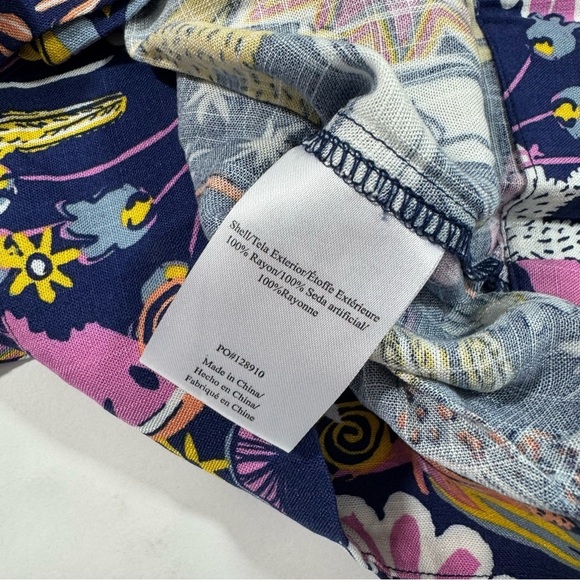 Shell/Tela Exterior/Étoffe Extérieure
100% Rayon/100% Seda artificial/
100%Rayonne
PO#128910
Made in China/
Hecho en China/
Fabriqué en Chine